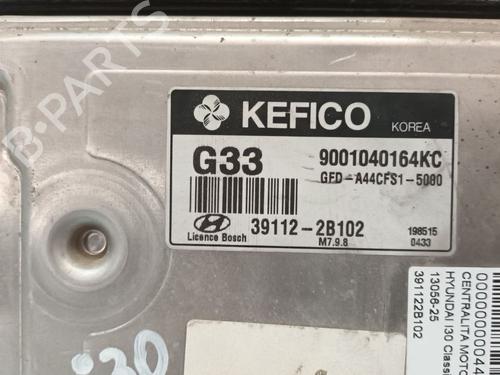 KEFICO
KOREA
G33
9001040164KC
GFD-A44CFS1-5080
39112-2B102
Licence Bosch
M7.9.8
198515
0433
CENTRALITA MOTO
HYUNDAI I30 Classi
13056-25
391122B102
i30
B-PARTS